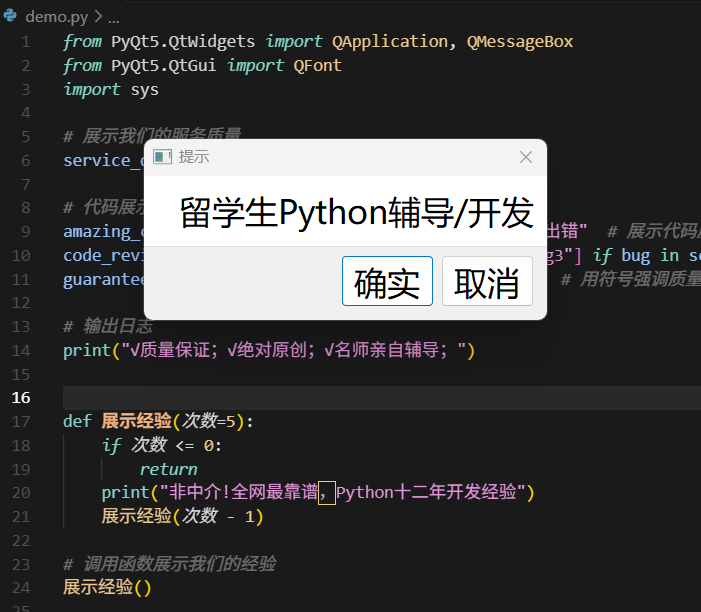 demo.py > ...
1 from PyQt5.QtWidgets import QApplication, QMessageBox
2 from PyQt5.QtGui import QFont
3 import sys
4
5 # 展示我们的服务质量
6 service_
7
提示
8 # 代码展示
留学生Python辅导/开发
9 amazing_ 出错" # 展示代码
10 code_revi g3"] if bug in
11 guarantee # 用符号强调质量
确实 取消
12
13 # 输出日志
14 print("√质量保证；√绝对原创；√名师亲自辅导；")
15
16
17 def 展示经验(次数=5):
18 if 次数 <= 0:
19 return
20 print("非中介!全网最靠谱，Python十二年开发经验")
21 展示经验(次数 - 1)
22
23 # 调用函数展示我们的经验
24 展示经验()
25